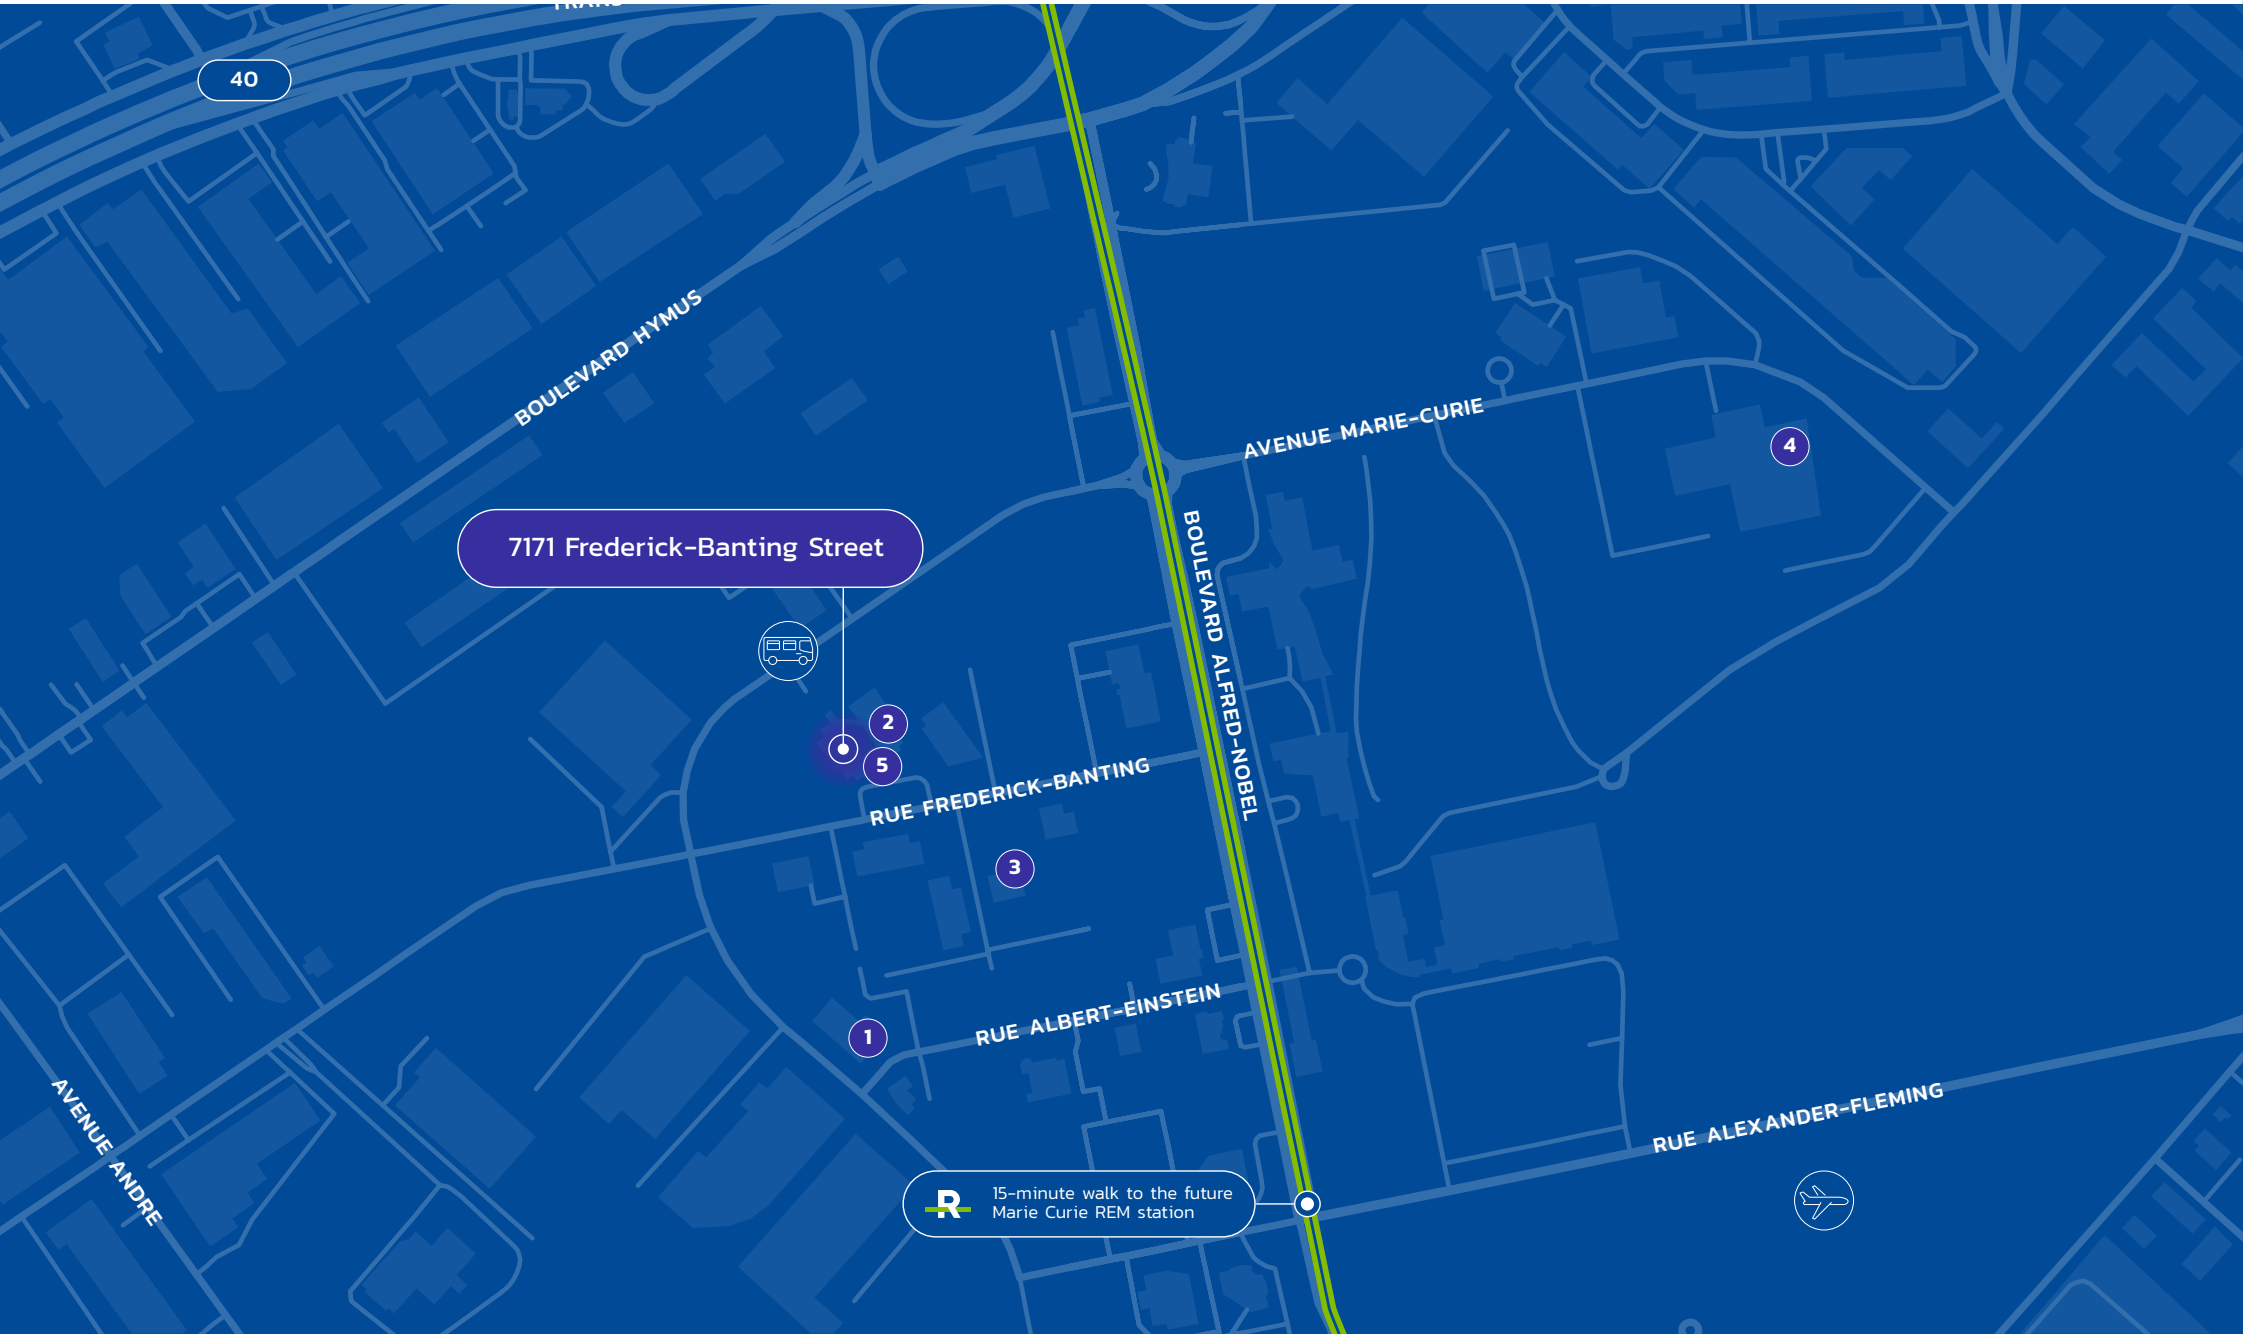 40
BOULEVARD HYMUS
AVENUE MARIE-CURIE
4
7171 Frederick-Banting Street
BOULEVARD ALFRED-NOBEL
2
5
RUE FREDERICK-BANTING
3
RUE ALBERT-EINSTEIN
1
AVENUE ANDRE
RUE ALEXANDER-FLEMING
R
15-minute walk to the future
Marie Curie REM station